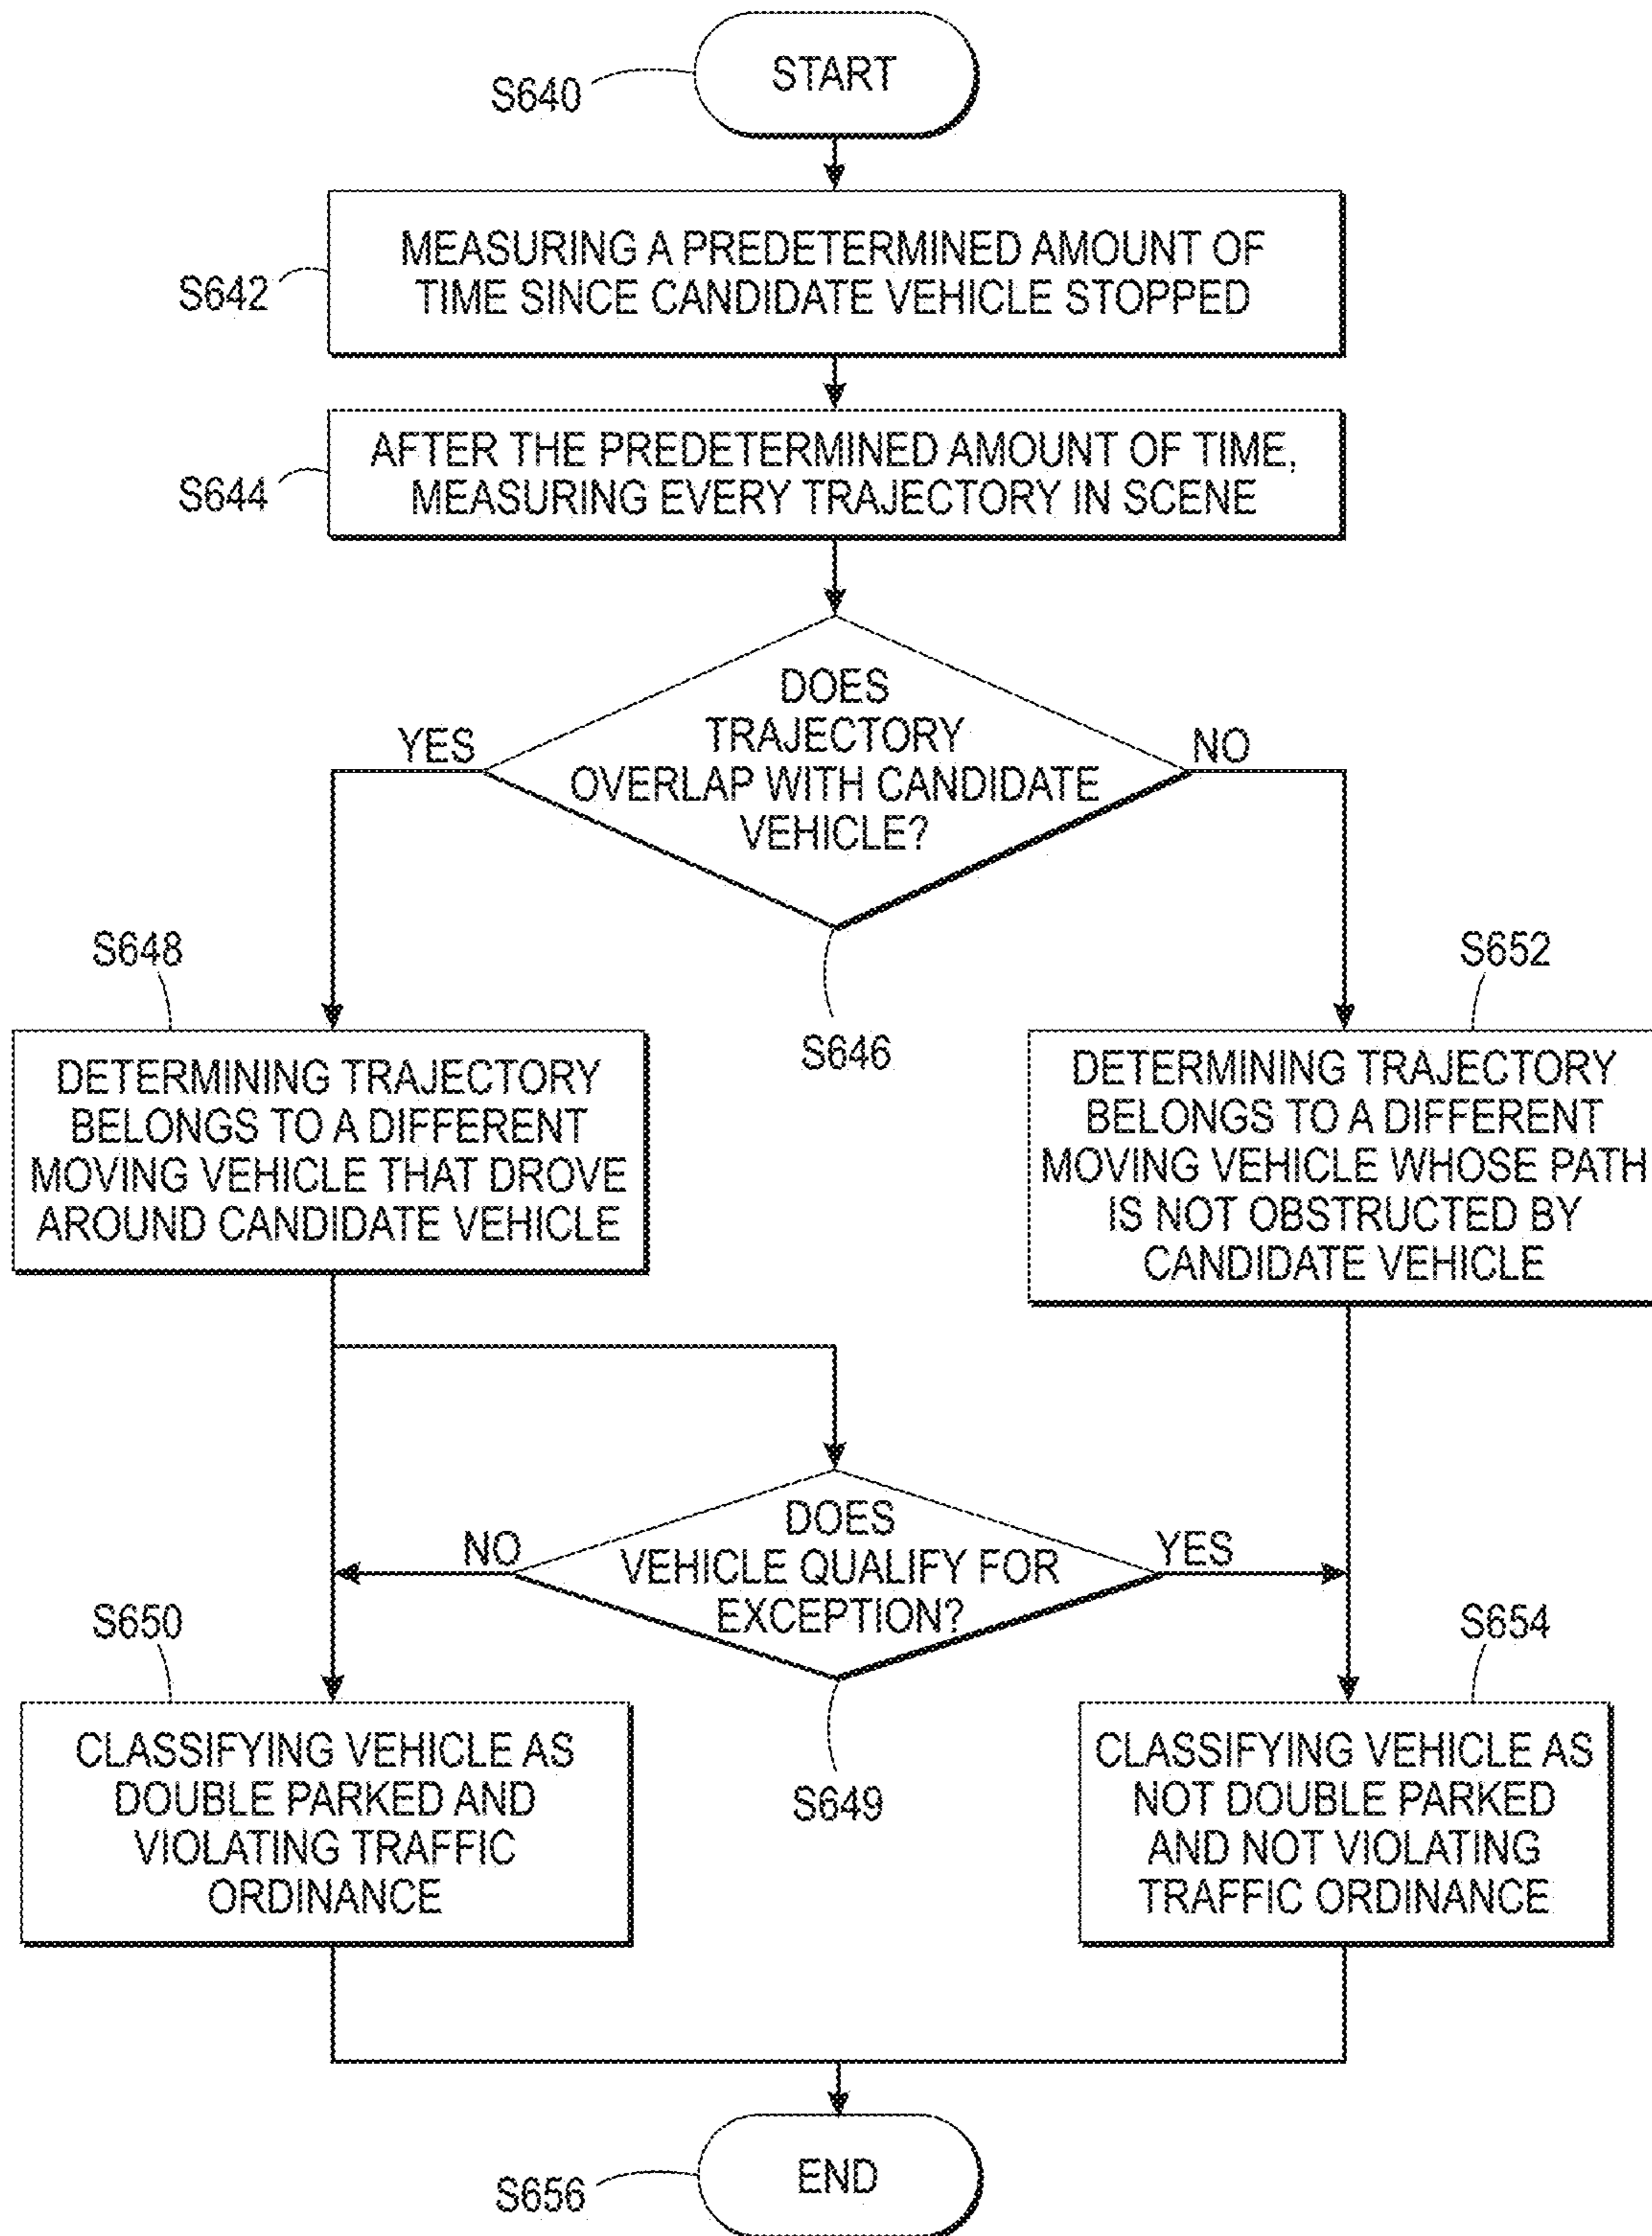 START
S640
MEASURING A PREDETERMINED AMOUNT OF
TIME SINCE CANDIDATE VEHICLE STOPPED
S642
AFTER THE PREDETERMINED AMOUNT OF TIME,
MEASURING EVERY TRAJECTORY IN SCENE
S644
DOES
TRAJECTORY
OVERLAP WITH CANDIDATE
VEHICLE?
YES
NO
S646
S648
DETERMINING TRAJECTORY
BELONGS TO A DIFFERENT
MOVING VEHICLE THAT DROVE
AROUND CANDIDATE VEHICLE
S652
DETERMINING TRAJECTORY
BELONGS TO A DIFFERENT
MOVING VEHICLE WHOSE PATH
IS NOT OBSTRUCTED BY
CANDIDATE VEHICLE
DOES
VEHICLE QUALIFY FOR
EXCEPTION?
NO
YES
S649
S650
CLASSIFYING VEHICLE AS
DOUBLE PARKED AND
VIOLATING TRAFFIC
ORDINANCE
S654
CLASSIFYING VEHICLE AS
NOT DOUBLE PARKED
AND NOT VIOLATING
TRAFFIC ORDINANCE
END
S656